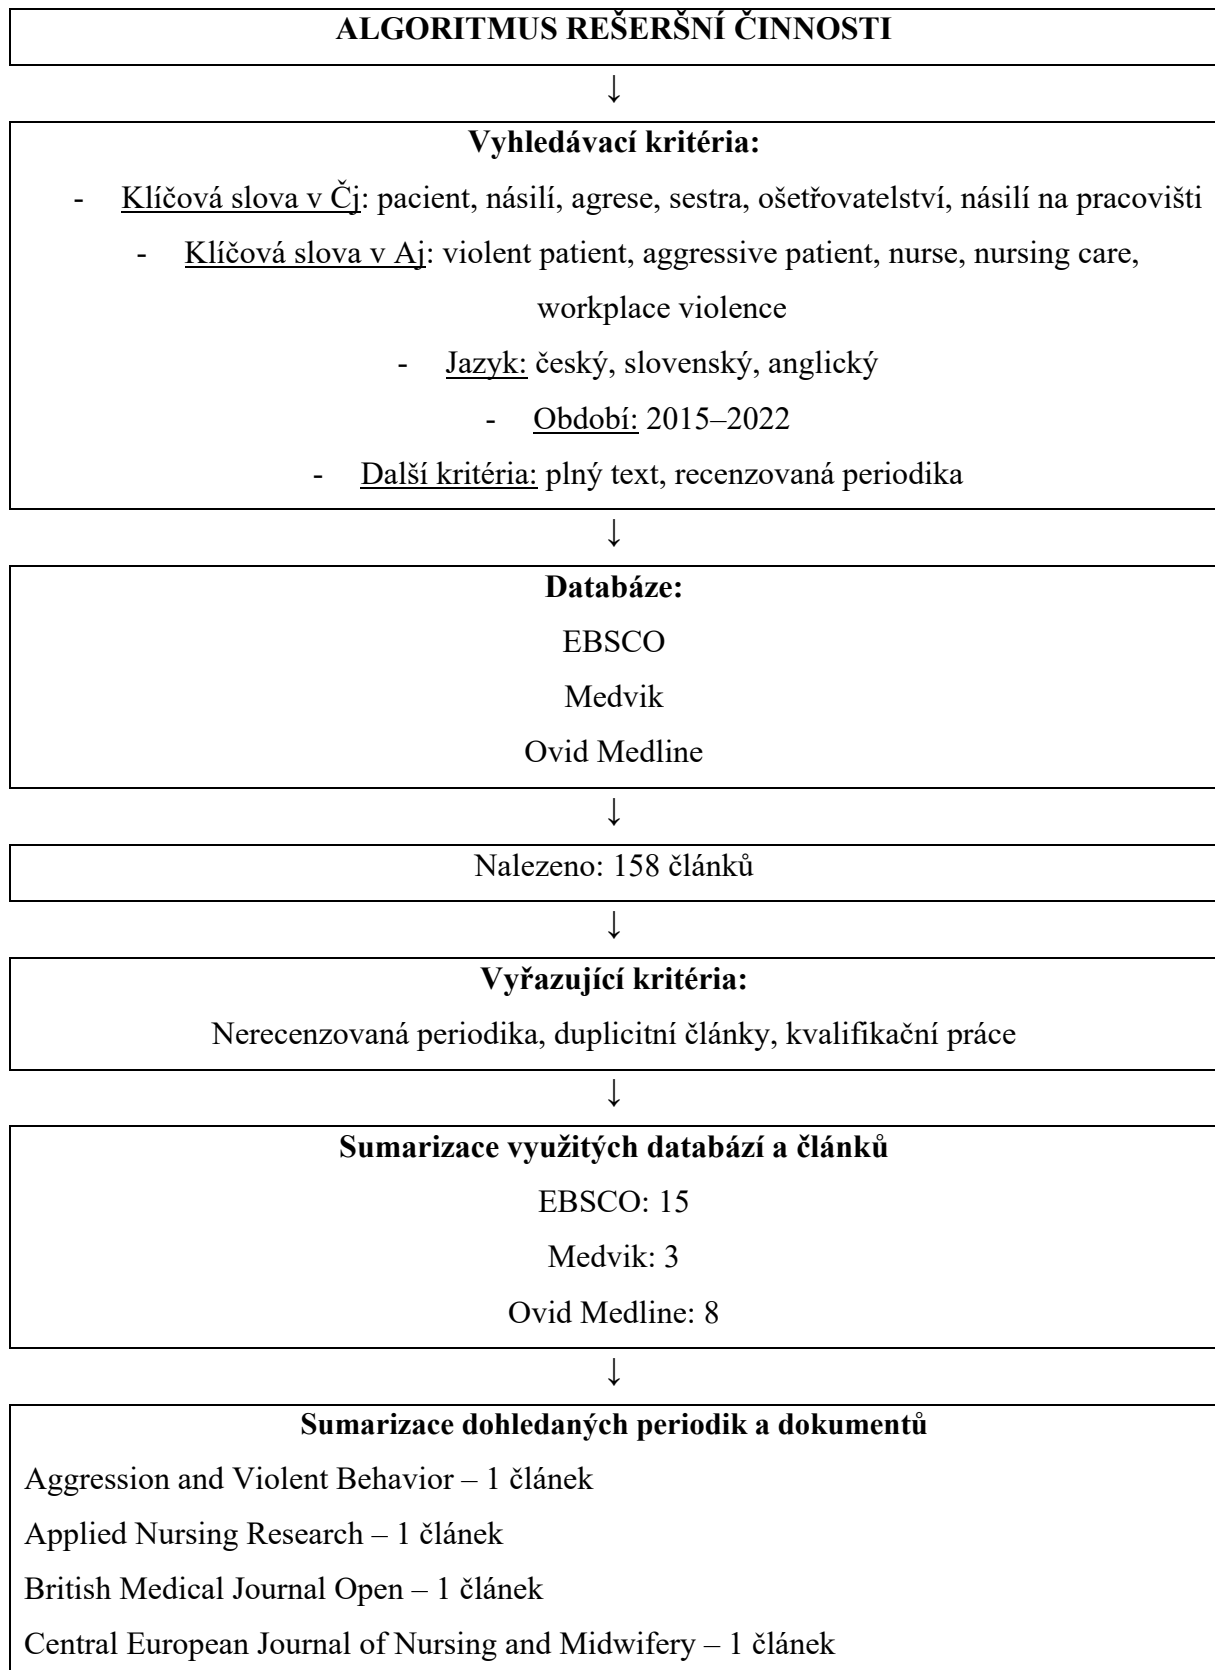 ALGORITMUS REŠERŠNÍ ČINNOSTI
↓
Vyhledávací kritéria:
- Klíčová slova v Čj: pacient, násilí, agrese, sestra, ošetřovatelství, násilí na pracovišti
- Klíčová slova v Aj: violent patient, aggressive patient, nurse, nursing care,
workplace violence
- Jazyk: český, slovenský, anglický
- Období: 2015–2022
- Další kritéria: plný text, recenzovaná periodika
↓
Databáze:
EBSCO
Medvik
Ovid Medline
↓
Nalezeno: 158 článků
↓
Vyřazující kritéria:
Nerecenzovaná periodika, duplicitní články, kvalifikační práce
↓
Sumarizace využitých databází a článků
EBSCO: 15
Medvik: 3
Ovid Medline: 8
↓
Sumarizace dohledaných periodik a dokumentů
Aggression and Violent Behavior – 1 článek
Applied Nursing Research – 1 článek
British Medical Journal Open – 1 článek
Central European Journal of Nursing and Midwifery – 1 článek